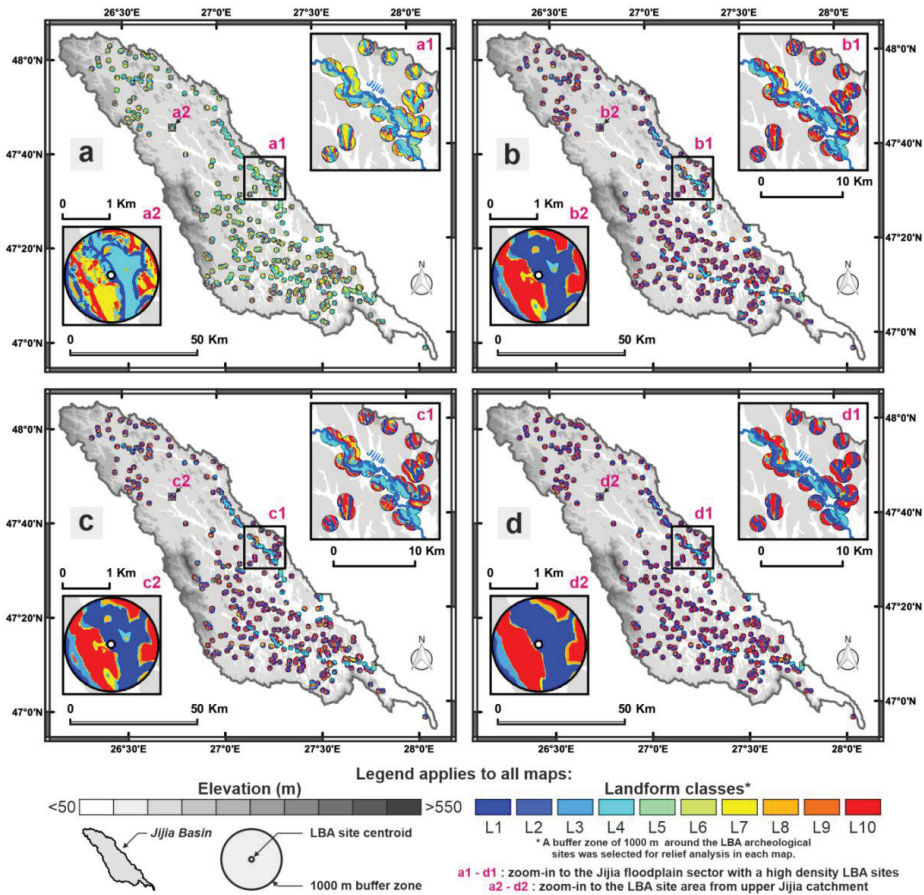 26°30'E 27°0'E 27°30'E 28°0'E 26°30'E 27°0'E 27°30'E 28°0'E
48°0'N
47°40'N
47°20'N
47°0'N
a
a1
Jijia
a2
a1
0 1 Km
a2
N
0 50 Km
b
b1
Jijia
b2
b1
0 10 Km
0 1 Km
b2
N
0 50 Km
48°0'N
47°40'N
47°20'N
47°0'N
c
c1
Jijia
c2
c1
0 10 Km
0 1 Km
c2
N
0 50 Km
d
d1
Jijia
d2
d1
0 10 Km
0 1 Km
d2
N
0 50 Km
26°30'E 27°0'E 27°30'E 28°0'E 26°30'E 27°0'E 27°30'E 28°0'E
Legend applies to all maps:
Elevation (m)
<50 >550
Jijia Basin
LBA site centroid
1000 m buffer zone
Landform classes*
L1 L2 L3 L4 L5 L6 L7 L8 L9 L10
* A buffer zone of 1000 m around the LBA archeological
sites was selected for relief analysis in each map.
a1 - d1 : zoom-in to the Jijia floodplain sector with a high density LBA sites
a2 - d2 : zoom-in to the LBA site area from upper Jijia catchment